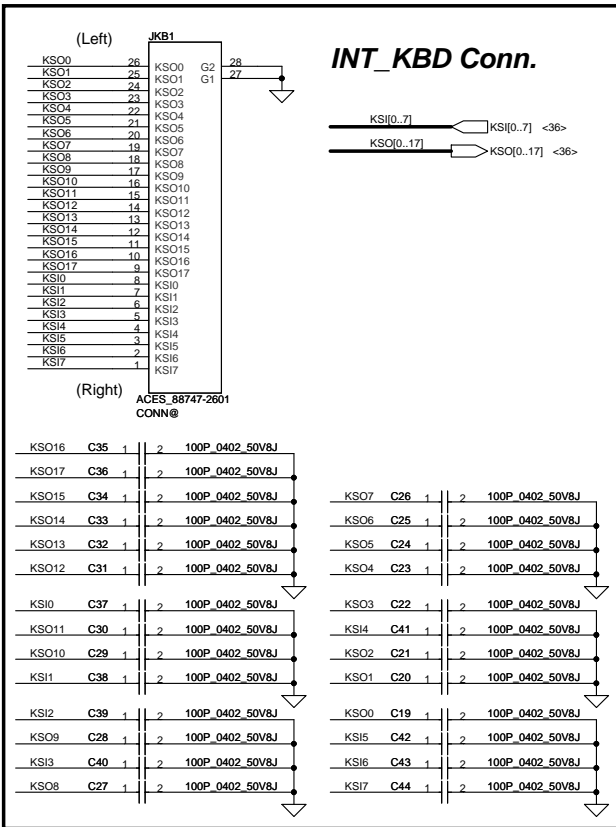 (Left)
JKB1
INT_KBD Conn.
KSO0 26 KSO0 G2 28
KSO1 25 KSO1 G1 27
KSO2 24 KSO2
KSO3 23 KSO3
KSO4 22 KSO4
KSO5 21 KSO5
KSO6 20 KSO6
KSO7 19 KSO7
KSO8 18 KSO8
KSO9 17 KSO9
KSO10 16 KSO10
KSO11 15 KSO11
KSO12 14 KSO12
KSO13 13 KSO13
KSO14 12 KSO14
KSO15 11 KSO15
KSO16 10 KSO16
KSO17 9 KSO17
KSI0 8 KSI0
KSI1 7 KSI1
KSI2 6 KSI2
KSI3 5 KSI3
KSI4 4 KSI4
KSI5 3 KSI5
KSI6 2 KSI6
KSI7 1 KSI7
(Right)
ACES_88747-2601
CONN@
KSI[0..7] KSI[0..7] <36>
KSO[0..17] KSO[0..17] <36>
KSO16 C35 1 2 100P_0402_50V8J
KSO17 C36 1 2 100P_0402_50V8J
KSO15 C34 1 2 100P_0402_50V8J
KSO14 C33 1 2 100P_0402_50V8J
KSO13 C32 1 2 100P_0402_50V8J
KSO12 C31 1 2 100P_0402_50V8J
KSI0 C37 1 2 100P_0402_50V8J
KSO11 C30 1 2 100P_0402_50V8J
KSO10 C29 1 2 100P_0402_50V8J
KSI1 C38 1 2 100P_0402_50V8J
KSI2 C39 1 2 100P_0402_50V8J
KSO9 C28 1 2 100P_0402_50V8J
KSI3 C40 1 2 100P_0402_50V8J
KSO8 C27 1 2 100P_0402_50V8J
KSO7 C26 1 2 100P_0402_50V8J
KSO6 C25 1 2 100P_0402_50V8J
KSO5 C24 1 2 100P_0402_50V8J
KSO4 C23 1 2 100P_0402_50V8J
KSO3 C22 1 2 100P_0402_50V8J
KSI4 C41 1 2 100P_0402_50V8J
KSO2 C21 1 2 100P_0402_50V8J
KSO1 C20 1 2 100P_0402_50V8J
KSO0 C19 1 2 100P_0402_50V8J
KSI5 C42 1 2 100P_0402_50V8J
KSI6 C43 1 2 100P_0402_50V8J
KSI7 C44 1 2 100P_0402_50V8J